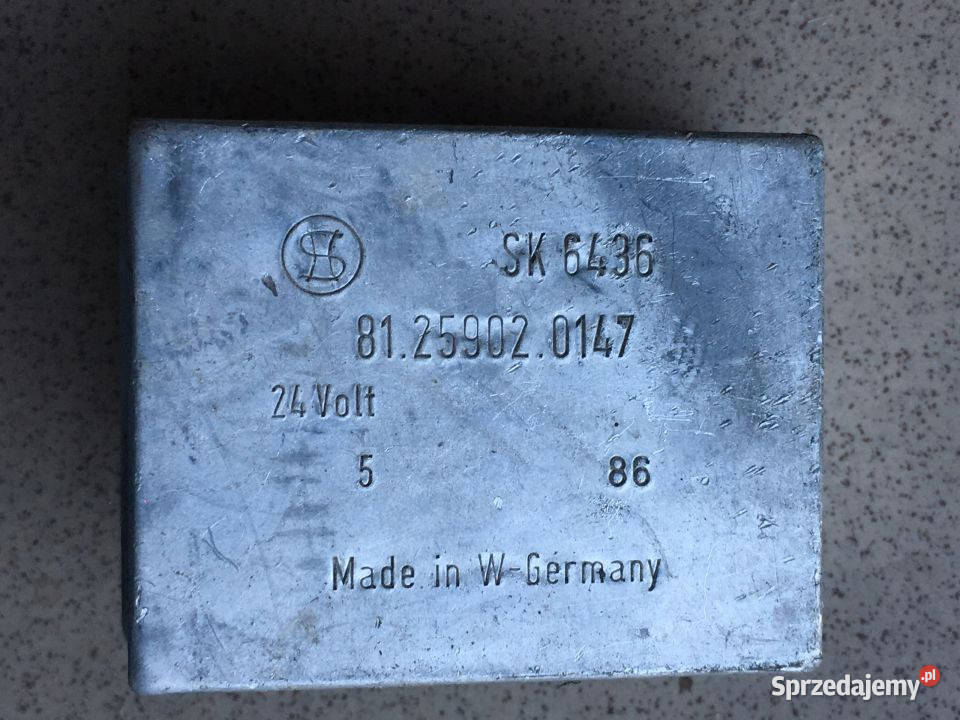 SK 6436
81.25902.0147
24 Volt
5 86
Made in W-Germany
Sprzedajemy.pl